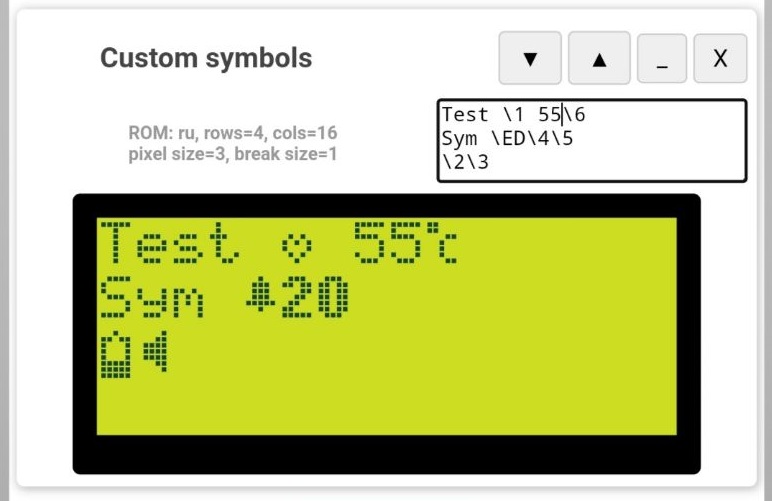 Custom symbols
▼ ▲ _ X
ROM: ru, rows=4, cols=16
pixel size=3, break size=1
Test \1 55\6
Sym \ED\4\5
\2\3
Test ⋄ 55℃
Sym 🔔20